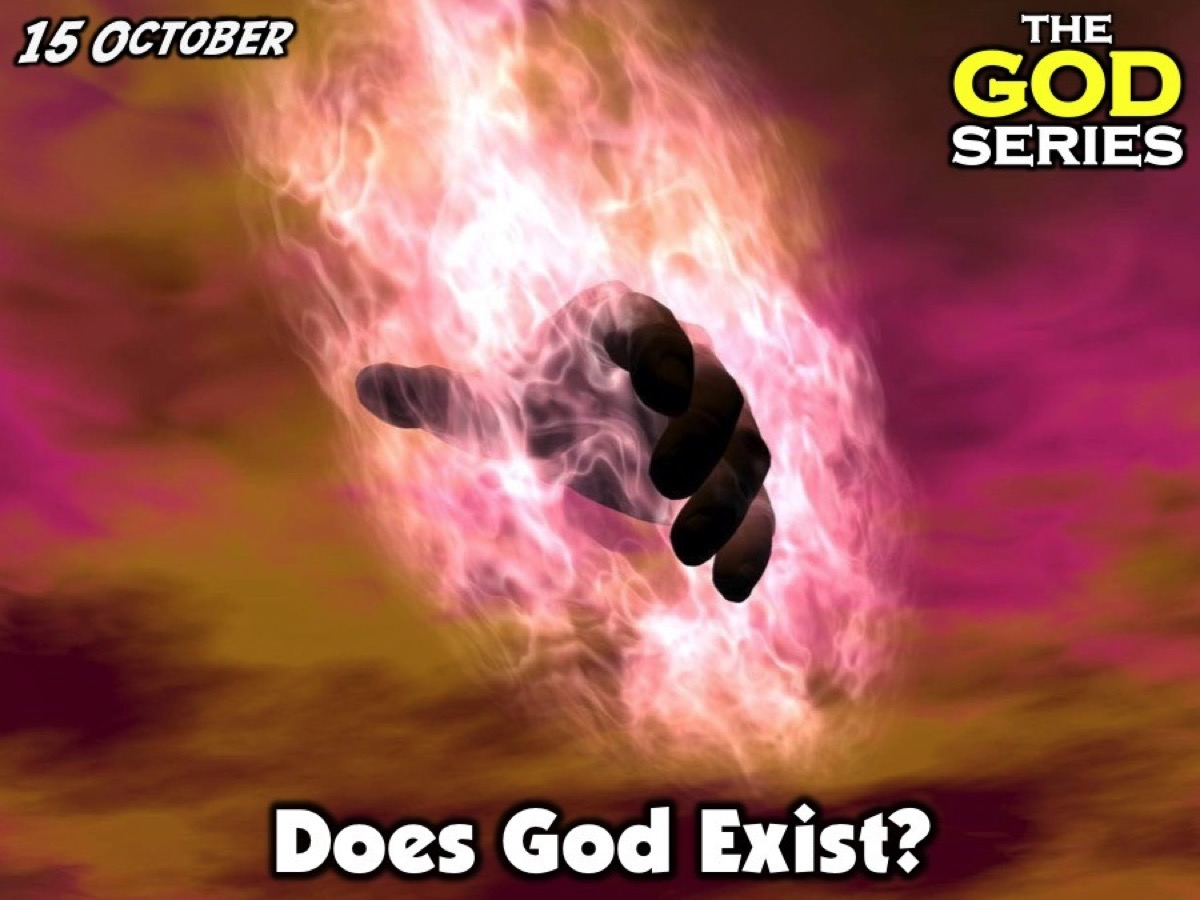 15 OCTOBER
THE
GOD
SERIES
Does God Exist?